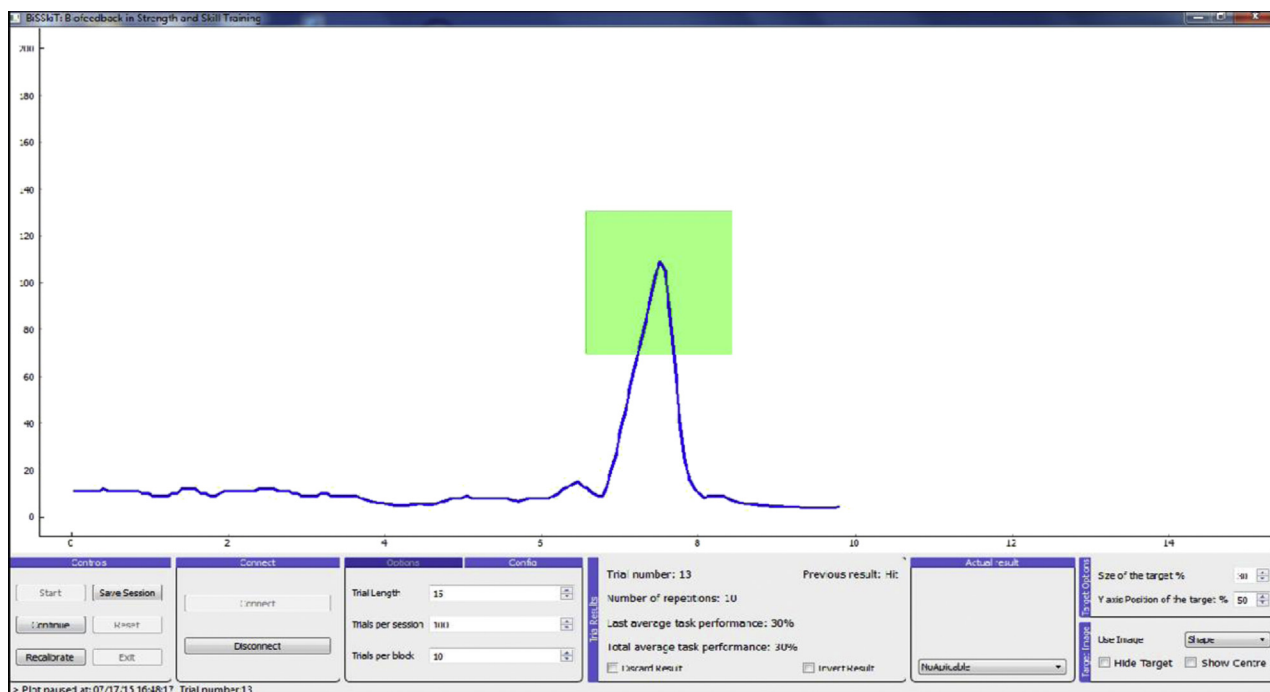 BiSSkiT: Biofeedback in Strength and Skill Training
200
180
160
140
120
100
80
60
40
20
0
0 2 4 6 8 10 12 14
Controls Connect Options Config Trial Results Actual result Target Options
Start Save Session
Continue Reset
Recalibrate Exit
Connect
Disconnect
Trial Length 15
Trials per session 100
Trials per block 10
Trial number: 13 Previous result: Hit
Number of repetitions: 10
Last average task performance: 30%
Total average task performance: 30%
Discard Result Invert Result
NoAplicable
Size of the target % 30
Y axis Position of the target % 50
Target Image
Use Image Shape
Hide Target Show Centre
> Plot paused at: 07/17/15 16:48:17. Trial number 13